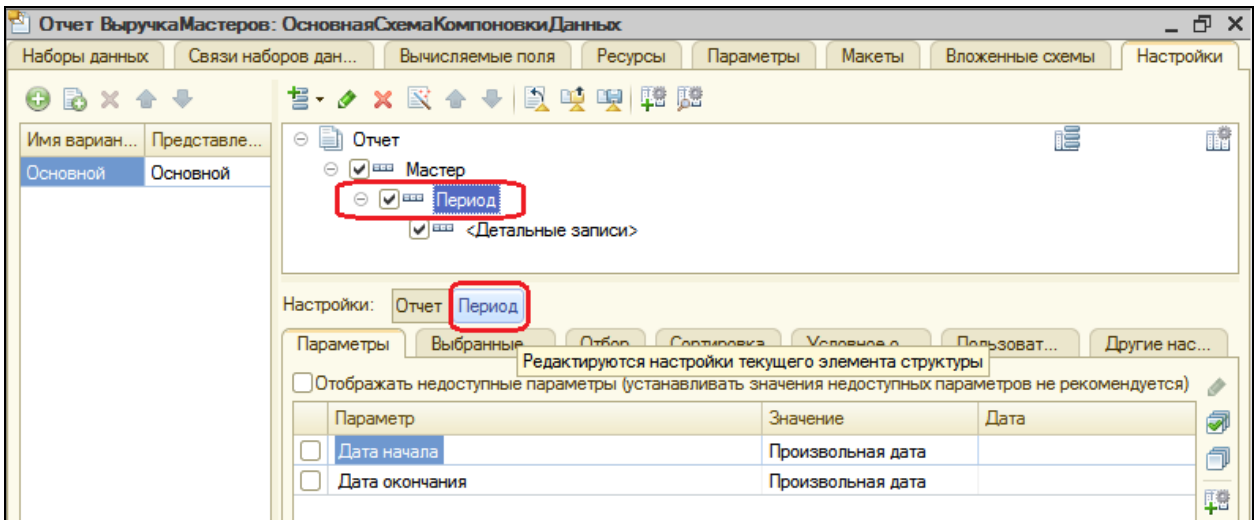 Отчет ВыручкаМастеров: ОсновнаяСхемаКомпоновкиДанных
Наборы данных Связи наборов дан... Вычисляемые поля Ресурсы Параметры Макеты Вложенные схемы Настройки
Имя вариан... Представле...
Основной Основной
Отчет
Мастер
Период
<Детальные записи>
Настройки: Отчет Период
Параметры Выбранные Отбор Сортировка Условное о... Пользоват... Другие нас...
Редактируются настройки текущего элемента структуры
Отображать недоступные параметры (устанавливать значения недоступных параметров не рекомендуется)
Параметр Значение Дата
Дата начала Произвольная дата
Дата окончания Произвольная дата